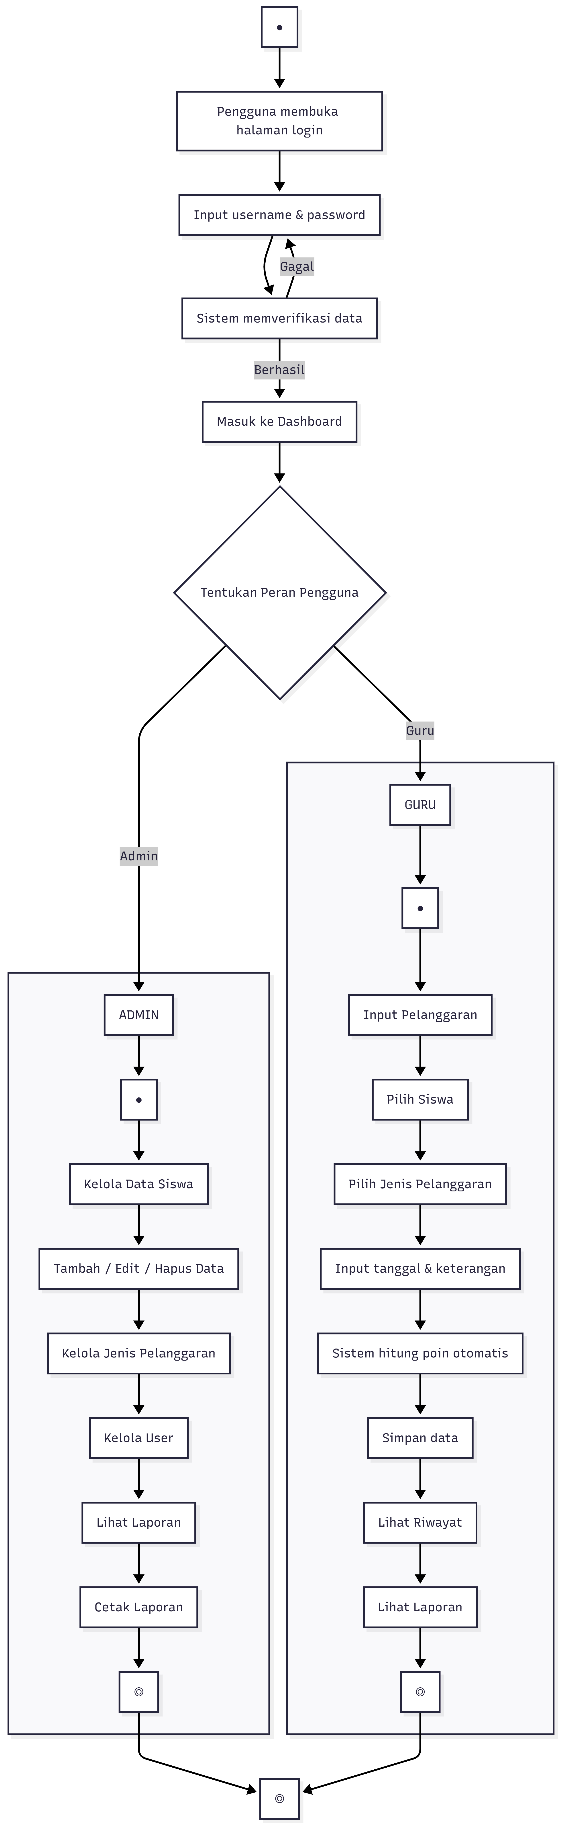 ●
Pengguna membuka
halaman login
Input username & password
Gagal
Sistem memverifikasi data
Berhasil
Masuk ke Dashboard
Tentukan Peran Pengguna
Admin
ADMIN
●
Kelola Data Siswa
Tambah / Edit / Hapus Data
Kelola Jenis Pelanggaran
Kelola User
Lihat Laporan
Cetak Laporan
◎
Guru
GURU
●
Input Pelanggaran
Pilih Siswa
Pilih Jenis Pelanggaran
Input tanggal & keterangan
Sistem hitung poin otomatis
Simpan data
Lihat Riwayat
Lihat Laporan
◎
◎